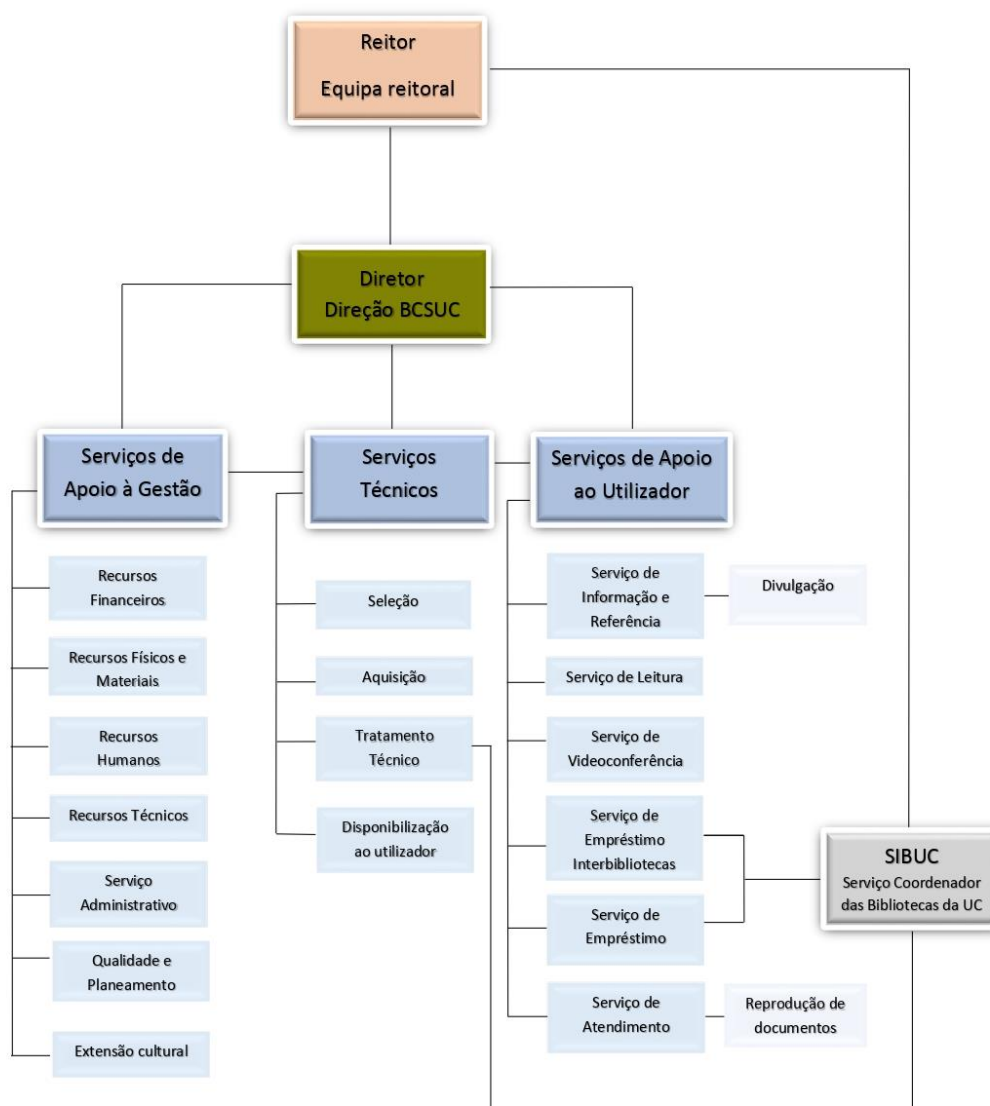 Reitor
Equipa reitoral
Diretor
Direção BCSUC
Serviços de
Apoio à Gestão
Serviços
Técnicos
Serviços de Apoio
ao Utilizador
Recursos
Financeiros
Recursos Físicos e
Materiais
Recursos
Humanos
Recursos Técnicos
Serviço
Administrativo
Qualidade e
Planeamento
Extensão cultural
Seleção
Aquisição
Tratamento
Técnico
Disponibilização
ao utilizador
Serviço de
Informação e
Referência
Divulgação
Serviço de Leitura
Serviço de
Videoconferência
Serviço de
Empréstimo
Interbibliotecas
Serviço de
Empréstimo
Serviço de
Atendimento
Reprodução de
documentos
SIBUC
Serviço Coordenador
das Bibliotecas da UC